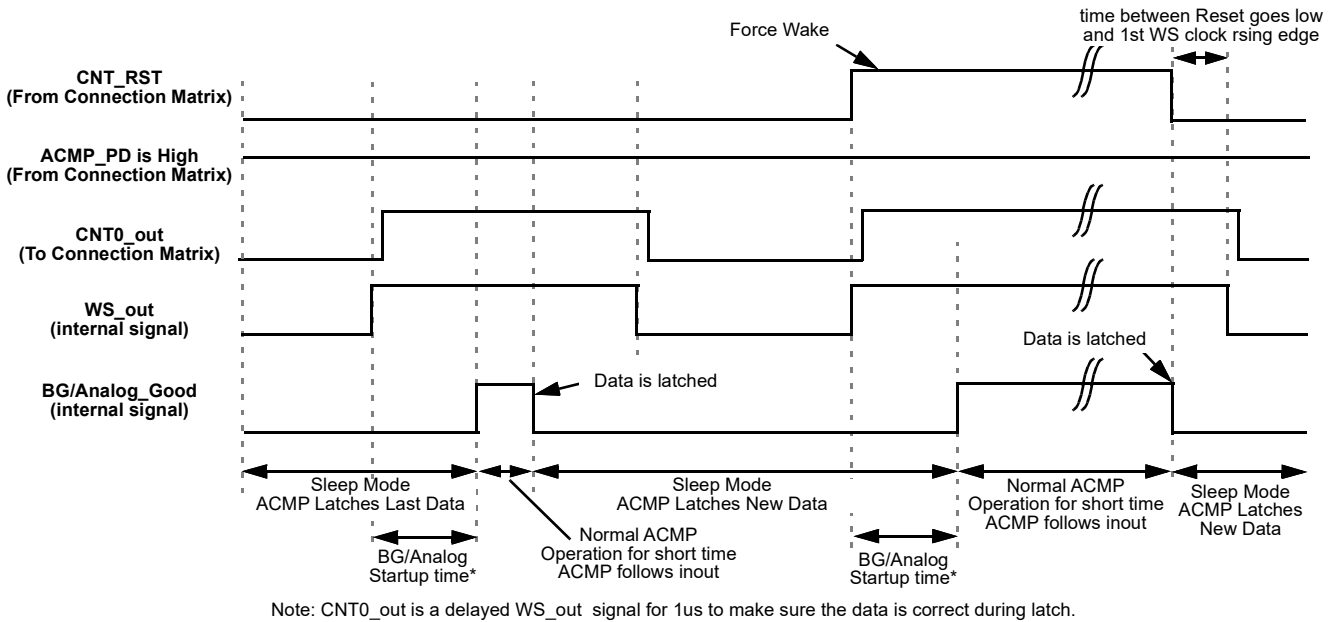 time between Reset goes low
and 1st WS clock rsing edge
Force Wake
CNT_RST
(From Connection Matrix)
ACMP_PD is High
(From Connection Matrix)
CNT0_out
(To Connection Matrix)
WS_out
(internal signal)
Data is latched
BG/Analog_Good
(internal signal)
Data is latched
Sleep Mode
ACMP Latches Last Data
Sleep Mode
ACMP Latches New Data
Normal ACMP
Operation for short time
ACMP follows inout
Sleep Mode
ACMP Latches
New Data
Normal ACMP
Operation for short time
ACMP follows inout
BG/Analog
Startup time*
BG/Analog
Startup time*
Note: CNT0_out is a delayed WS_out signal for 1us to make sure the data is correct during latch.